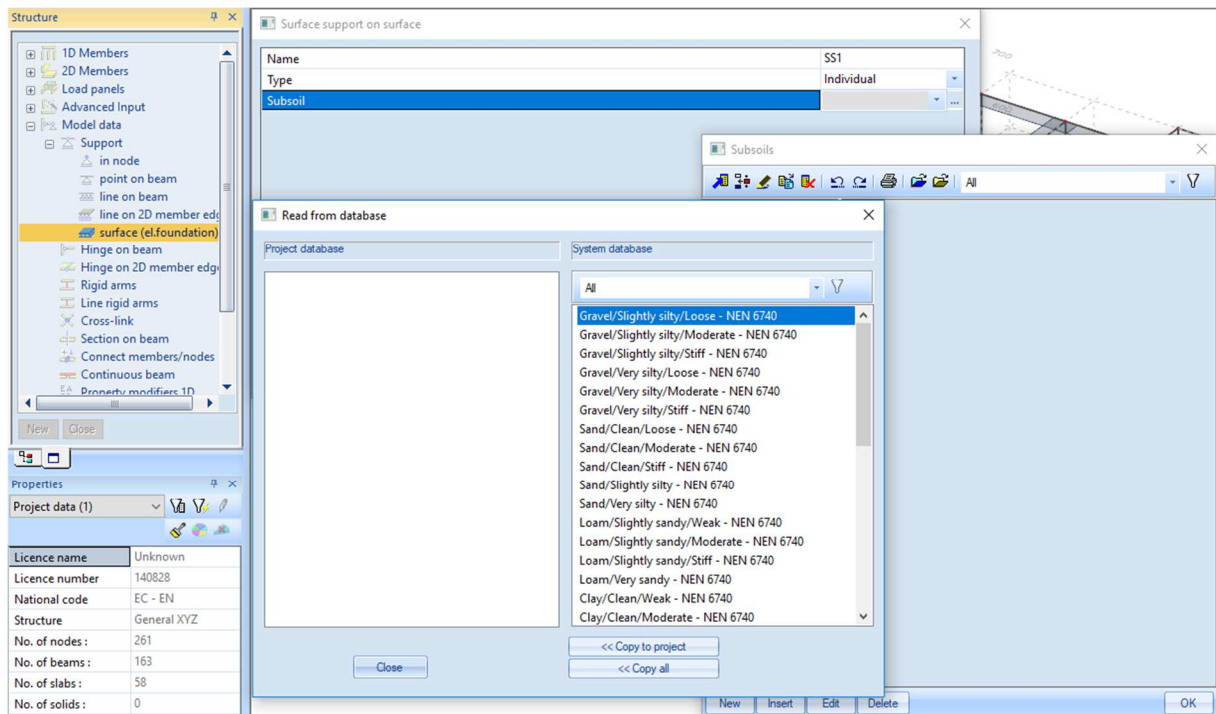 Structure
1D Members
2D Members
Load panels
Advanced Input
Model data
Support
in node
point on beam
line on beam
line on 2D member edg
surface (el.foundation)
Hinge on beam
Hinge on 2D member edg
Rigid arms
Line rigid arms
Cross-link
Section on beam
Connect members/nodes
Continuous beam
Property modifiers 1D
New Close
Properties
Project data (1)
Licence name Unknown
Licence number 140828
National code EC - EN
Structure General XYZ
No. of nodes : 261
No. of beams : 163
No. of slabs : 58
No. of solids : 0
Surface support on surface
Name SS1
Type Individual
Subsoil ...
700
600
Subsoils
All
Read from database
Project database
System database
All
Gravel/Slightly silty/Loose - NEN 6740
Gravel/Slightly silty/Moderate - NEN 6740
Gravel/Slightly silty/Stiff - NEN 6740
Gravel/Very silty/Loose - NEN 6740
Gravel/Very silty/Moderate - NEN 6740
Gravel/Very silty/Stiff - NEN 6740
Sand/Clean/Loose - NEN 6740
Sand/Clean/Moderate - NEN 6740
Sand/Clean/Stiff - NEN 6740
Sand/Slightly silty - NEN 6740
Sand/Very silty - NEN 6740
Loam/Slightly sandy/Weak - NEN 6740
Loam/Slightly sandy/Moderate - NEN 6740
Loam/Slightly sandy/Stiff - NEN 6740
Loam/Very sandy - NEN 6740
Clay/Clean/Weak - NEN 6740
Clay/Clean/Moderate - NEN 6740
<< Copy to project
Close
<< Copy all
New Insert Edit Delete OK